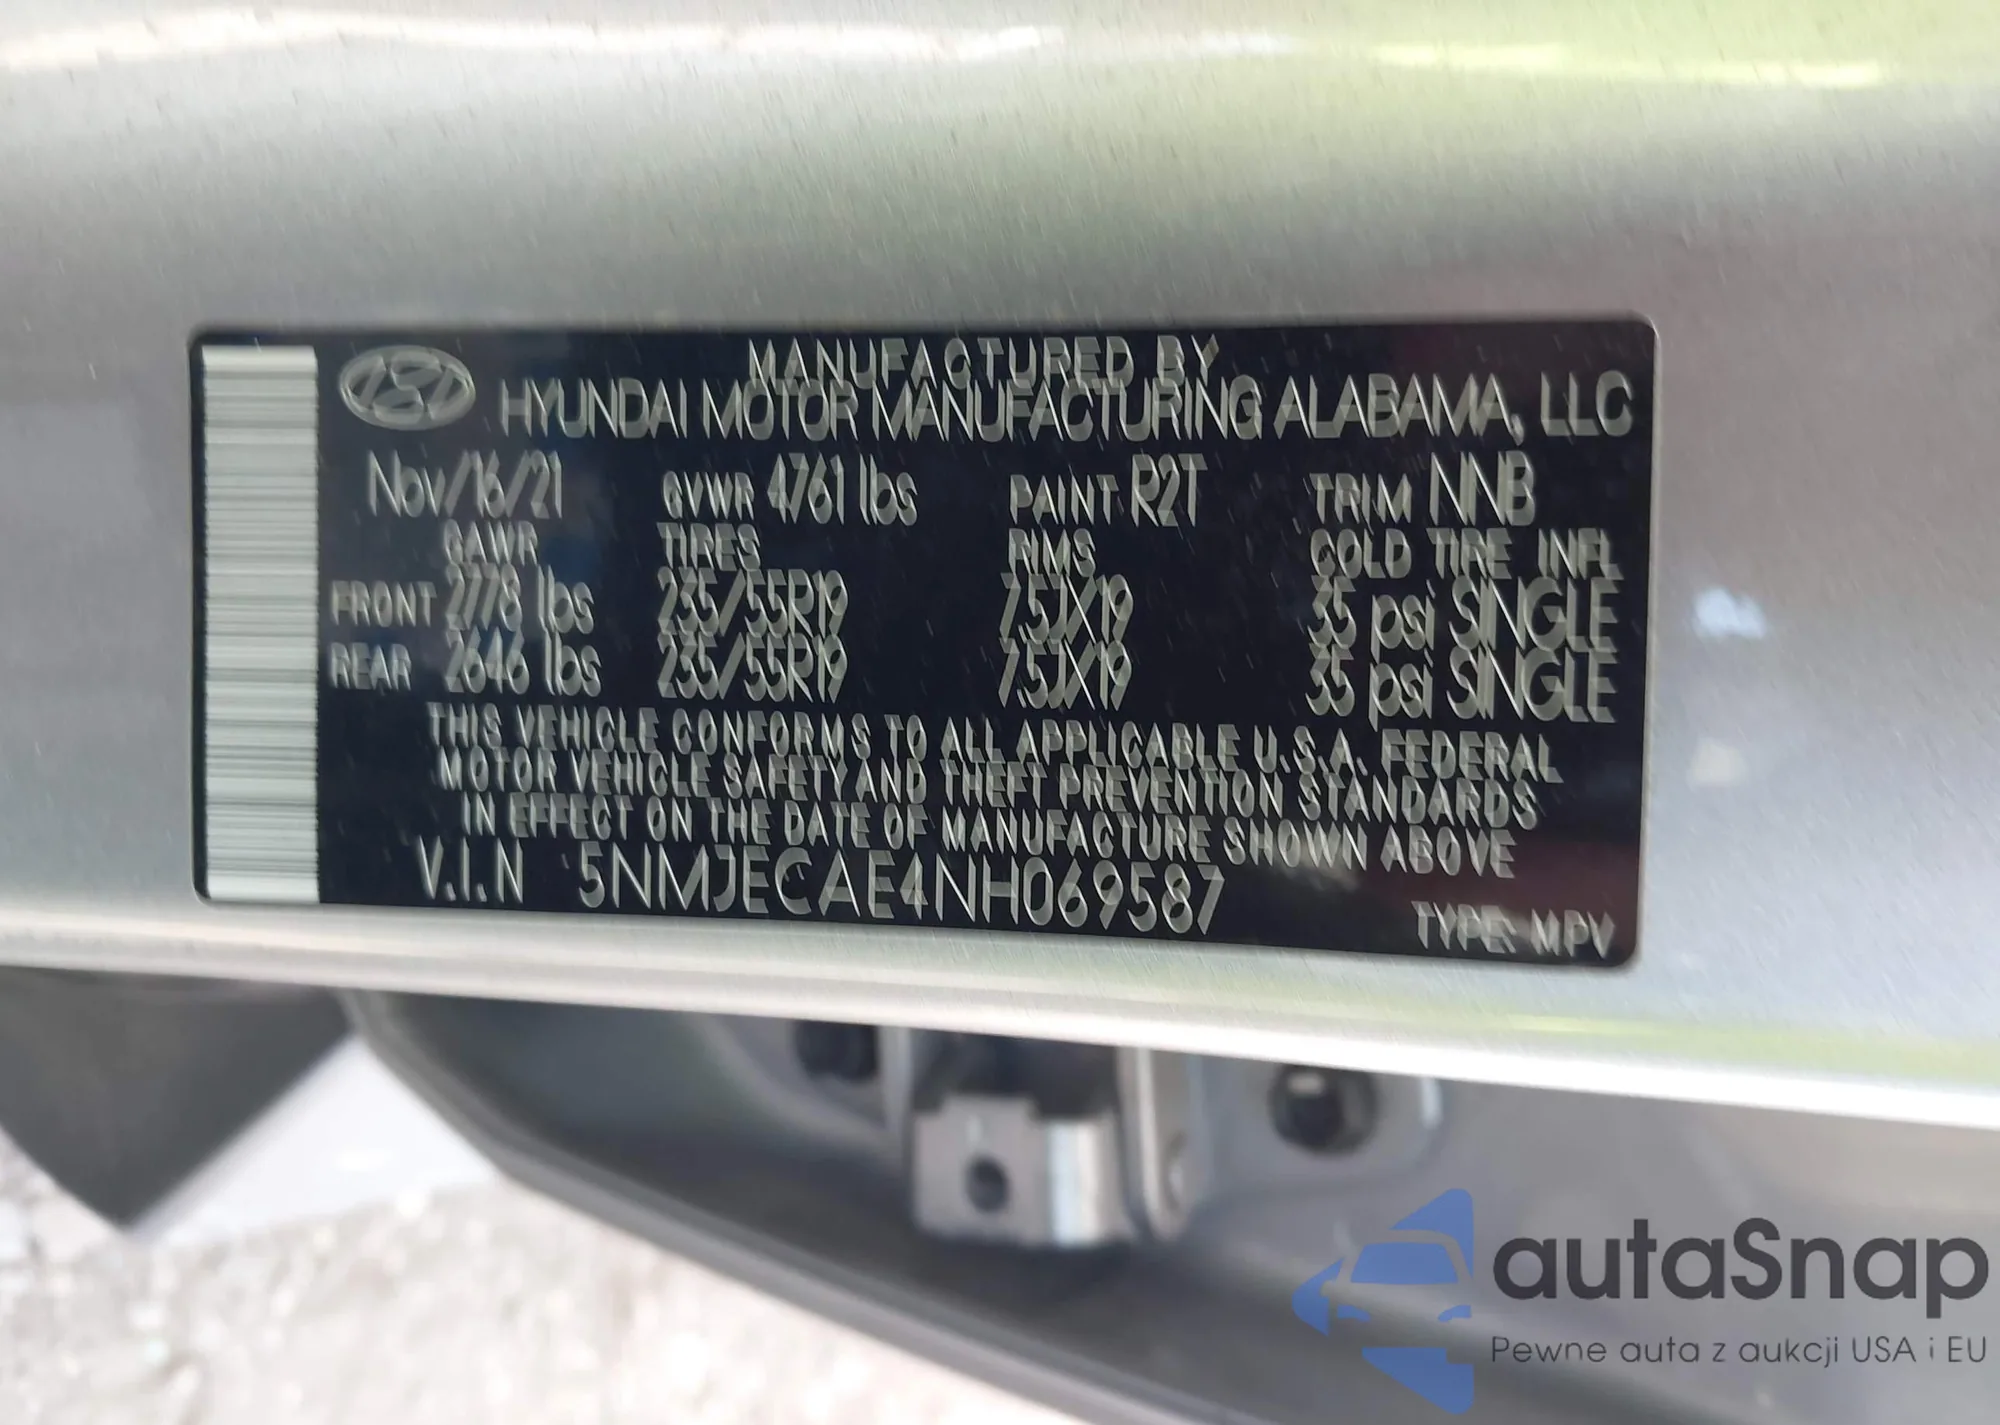 MANUFACTURED BY
HYUNDAI MOTOR MANUFACTURING ALABAMA, LLC
Nov/16/21 GVWR 4761 lbs PAINT R2T TRIM NNB
GAWR TIRES RIMS COLD TIRE INFL
FRONT 2778 lbs 235/55R19 7.5JX19 35 psi SINGLE
REAR 2646 lbs 235/55R19 7.5JX19 35 psi SINGLE
THIS VEHICLE CONFORMS TO ALL APPLICABLE U.S.A. FEDERAL
MOTOR VEHICLE SAFETY AND THEFT PREVENTION STANDARDS
IN EFFECT ON THE DATE OF MANUFACTURE SHOWN ABOVE
V.I.N 5NMJECAE4NH069587
TYPE: MPV
autaSnap
Pewne auta z aukcji USA i EU